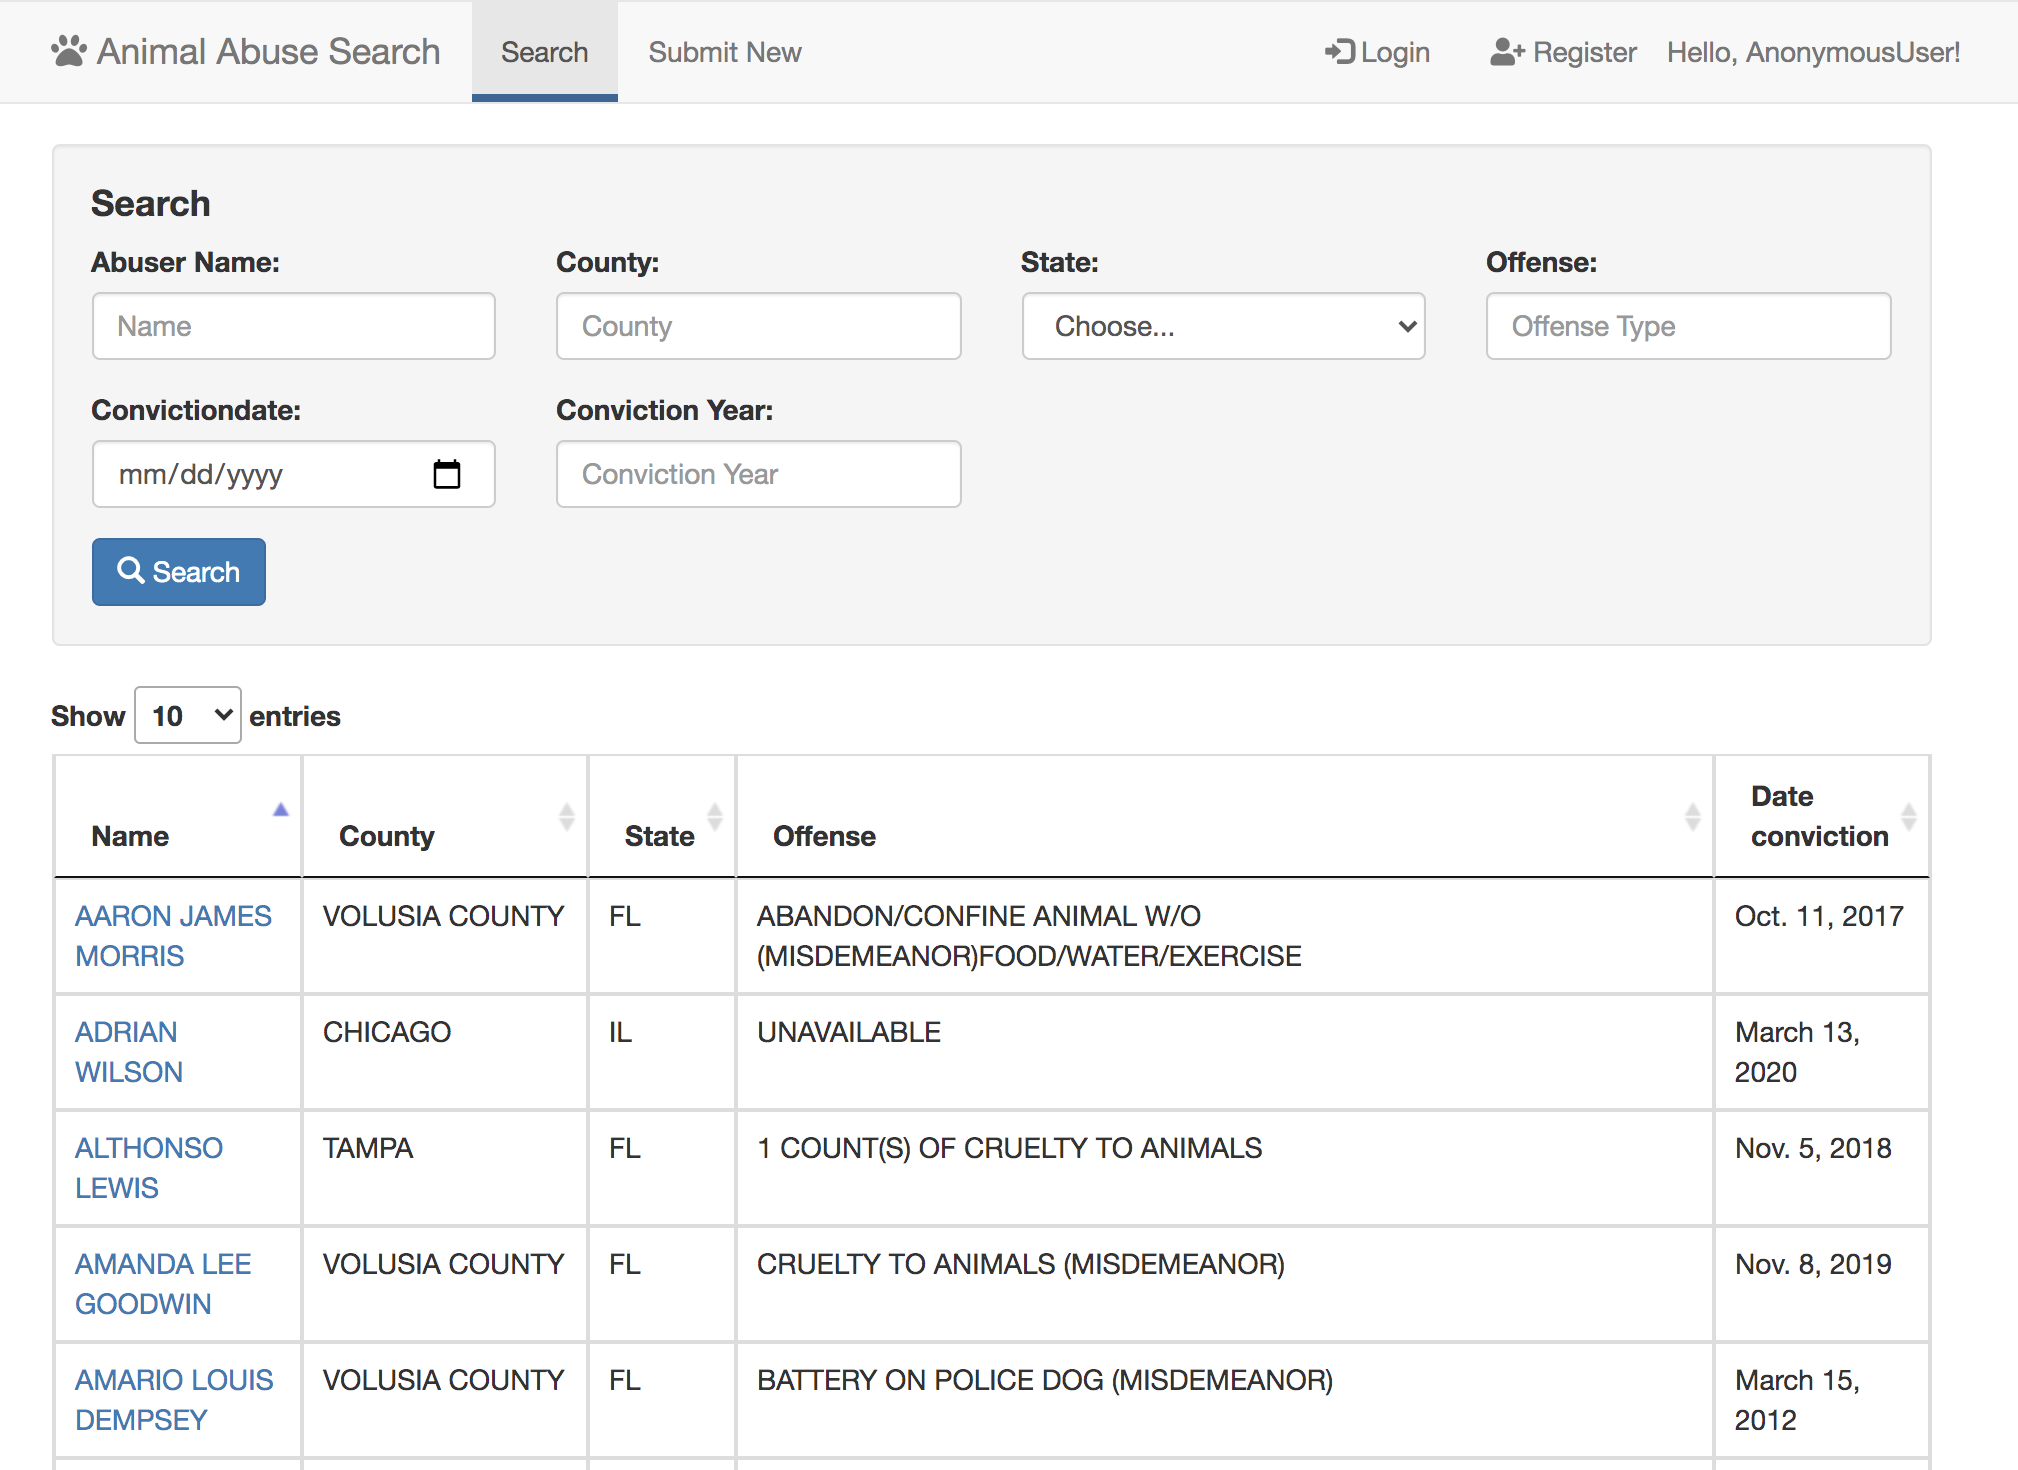 Animal Abuse Search Search Submit New Login Register Hello, AnonymousUser!
Search
Abuser Name: County: State: Offense:
Name County Choose... Offense Type
Convictiondate: Conviction Year:
mm/dd/yyyy Conviction Year
Search
Show 10 entries
Name County State Offense Date conviction
AARON JAMES MORRIS VOLUSIA COUNTY FL ABANDON/CONFINE ANIMAL W/O (MISDEMEANOR)FOOD/WATER/EXERCISE Oct. 11, 2017
ADRIAN WILSON CHICAGO IL UNAVAILABLE March 13, 2020
ALTHONSO LEWIS TAMPA FL 1 COUNT(S) OF CRUELTY TO ANIMALS Nov. 5, 2018
AMANDA LEE GOODWIN VOLUSIA COUNTY FL CRUELTY TO ANIMALS (MISDEMEANOR) Nov. 8, 2019
AMARIO LOUIS DEMPSEY VOLUSIA COUNTY FL BATTERY ON POLICE DOG (MISDEMEANOR) March 15, 2012